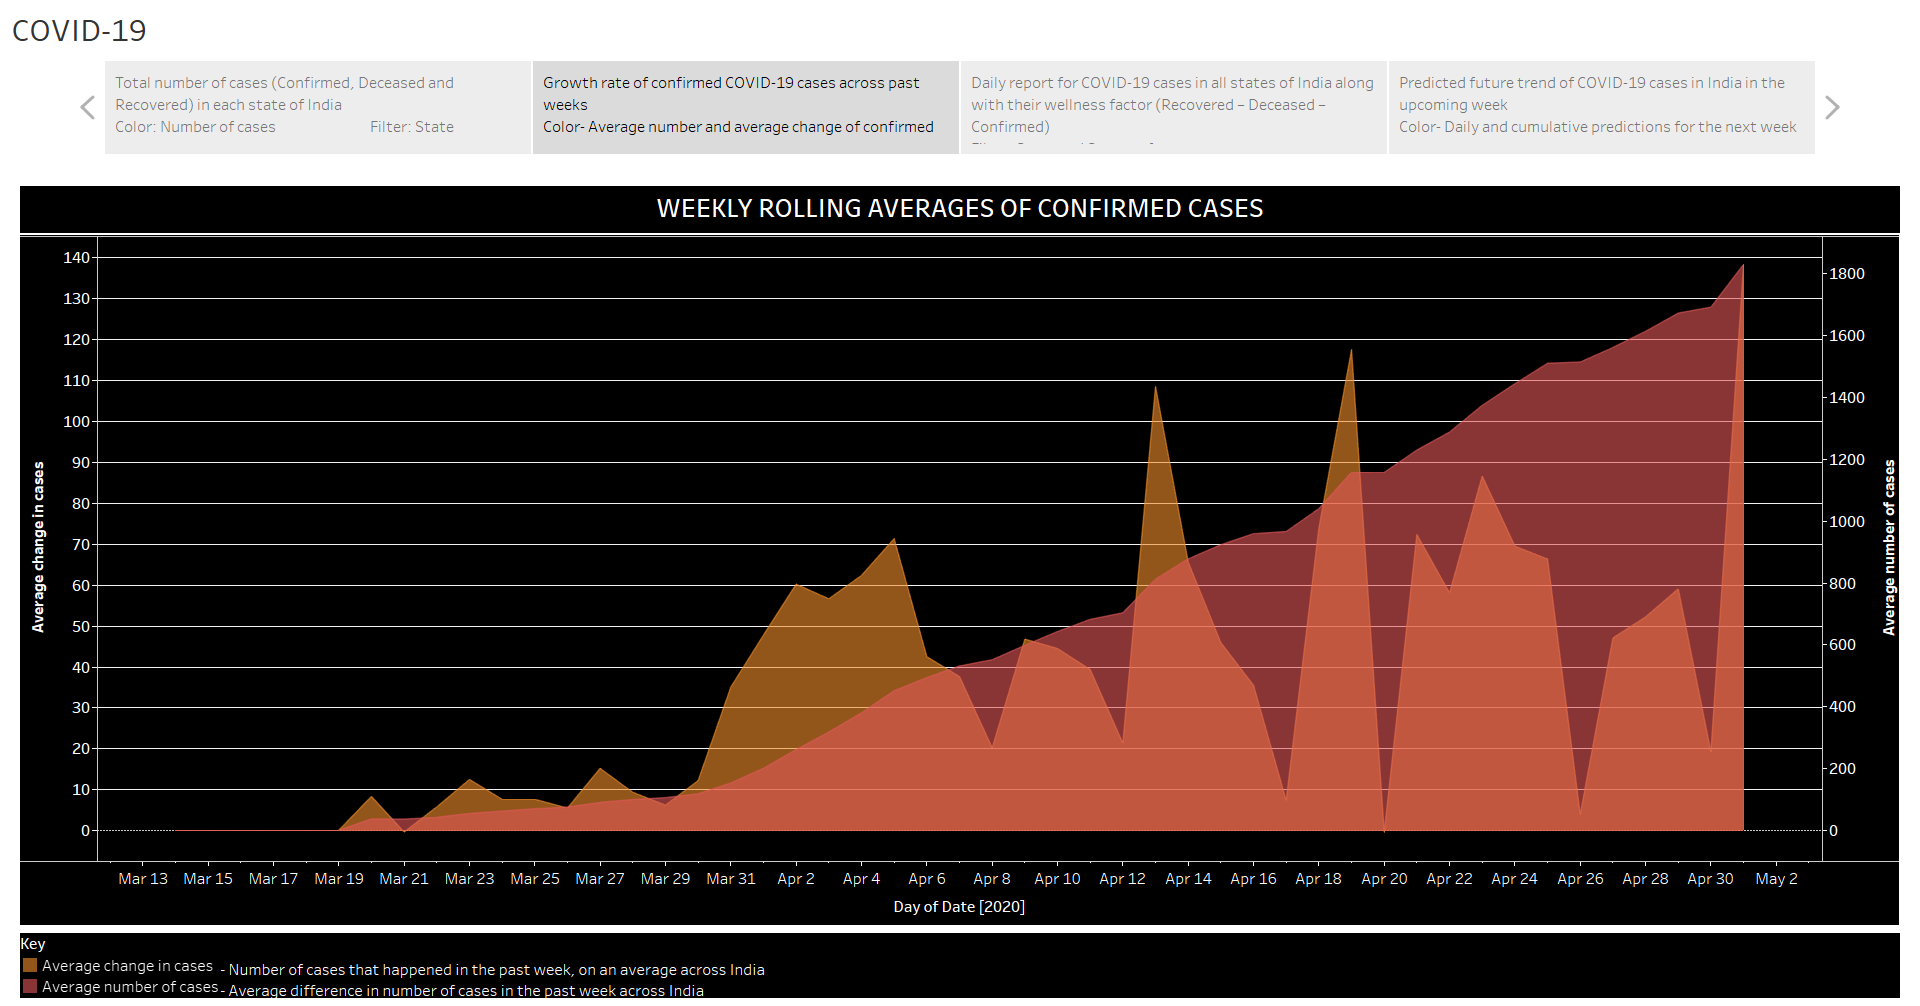 COVID-19
Total number of cases (Confirmed, Deceased and
Recovered) in each state of India
Color: Number of cases Filter: State
Growth rate of confirmed COVID-19 cases across past
weeks
Color- Average number and average change of confirmed
Daily report for COVID-19 cases in all states of India along
with their wellness factor (Recovered – Deceased –
Confirmed)
Predicted future trend of COVID-19 cases in India in the
upcoming week
Color- Daily and cumulative predictions for the next week
WEEKLY ROLLING AVERAGES OF CONFIRMED CASES
Average change in cases
140
130
120
110
100
90
80
70
60
50
40
30
20
10
0
1800
1600
1400
1200
1000
800
600
400
200
0
Average number of cases
Mar 13 Mar 15 Mar 17 Mar 19 Mar 21 Mar 23 Mar 25 Mar 27 Mar 29 Mar 31 Apr 2 Apr 4 Apr 6 Apr 8 Apr 10 Apr 12 Apr 14 Apr 16 Apr 18 Apr 20 Apr 22 Apr 24 Apr 26 Apr 28 Apr 30 May 2
Day of Date [2020]
Key
Average change in cases - Number of cases that happened in the past week, on an average across India
Average number of cases - Average difference in number of cases in the past week across India